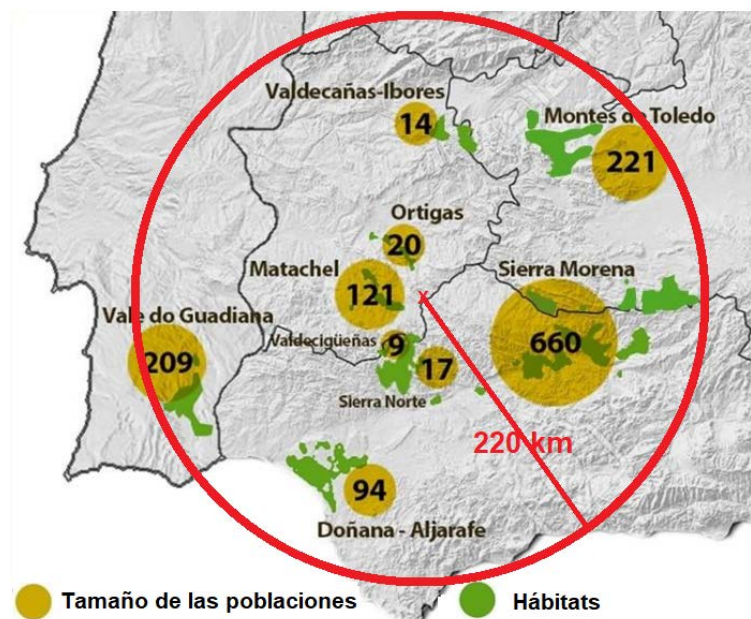 Valdecañas-Ibores
14
Montes de Toledo
221
Ortigas
20
Matachel
121
Sierra Morena
660
Vale do Guadiana
209
Valdecigüeñas
9
17
Sierra Norte
220 km
94
Doñana - Aljarafe
x
Tamaño de las poblaciones
Hábitats